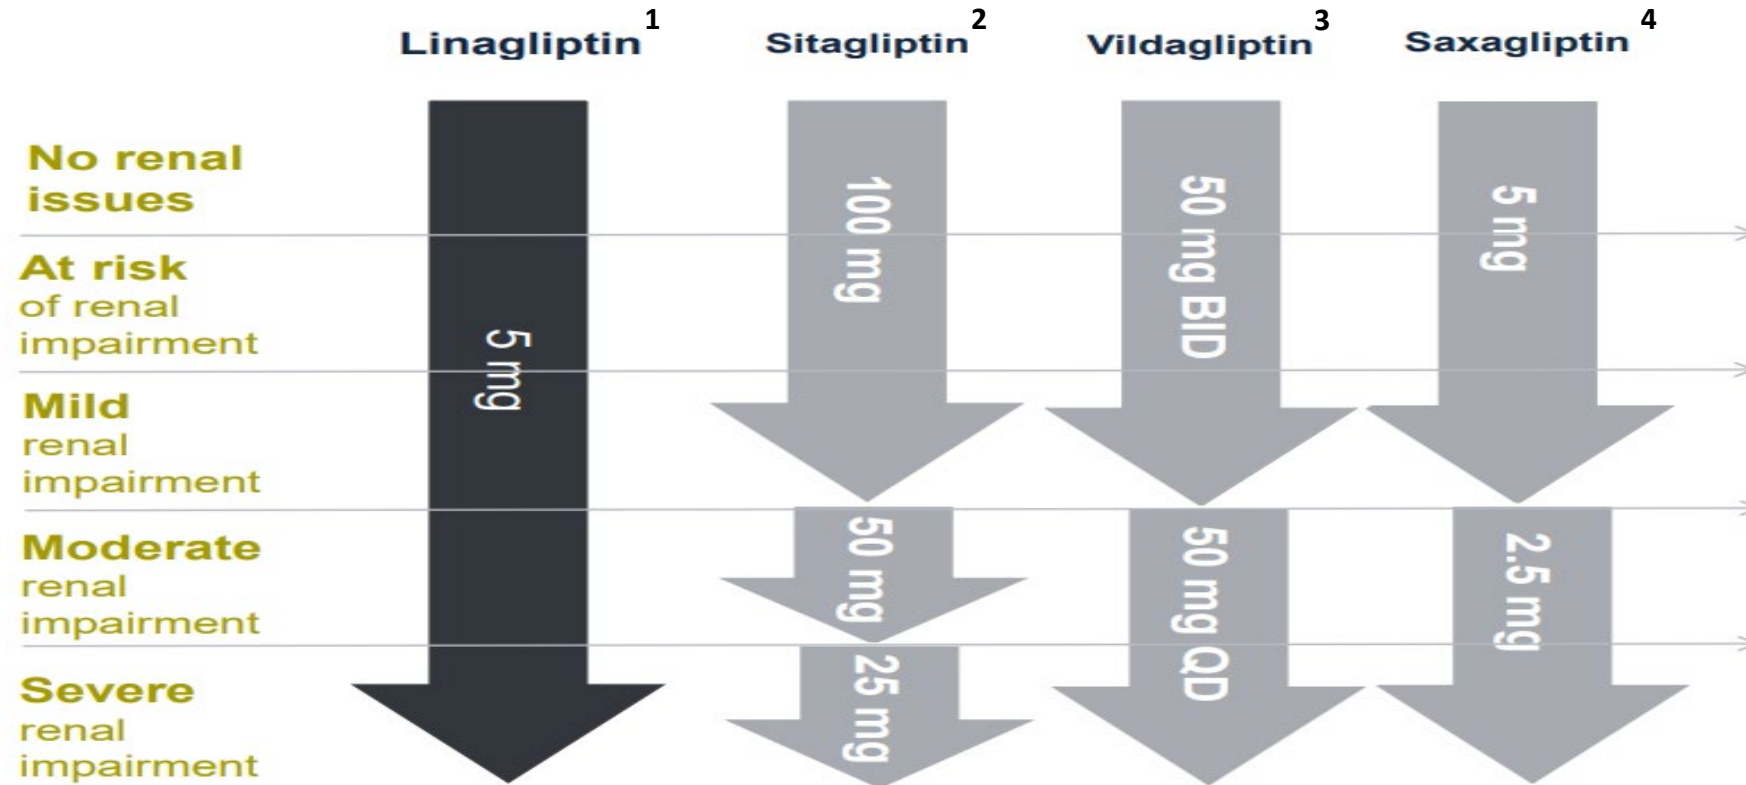 Linagliptin 1
Sitagliptin 2
Vildagliptin 3
Saxagliptin 4
No renal
issues
At risk
of renal
impairment
Mild
renal
impairment
Moderate
renal
impairment
Severe
renal
impairment
5 mg
100 mg
50 mg
25 mg
50 mg BID
50 mg QD
5 mg
2.5 mg